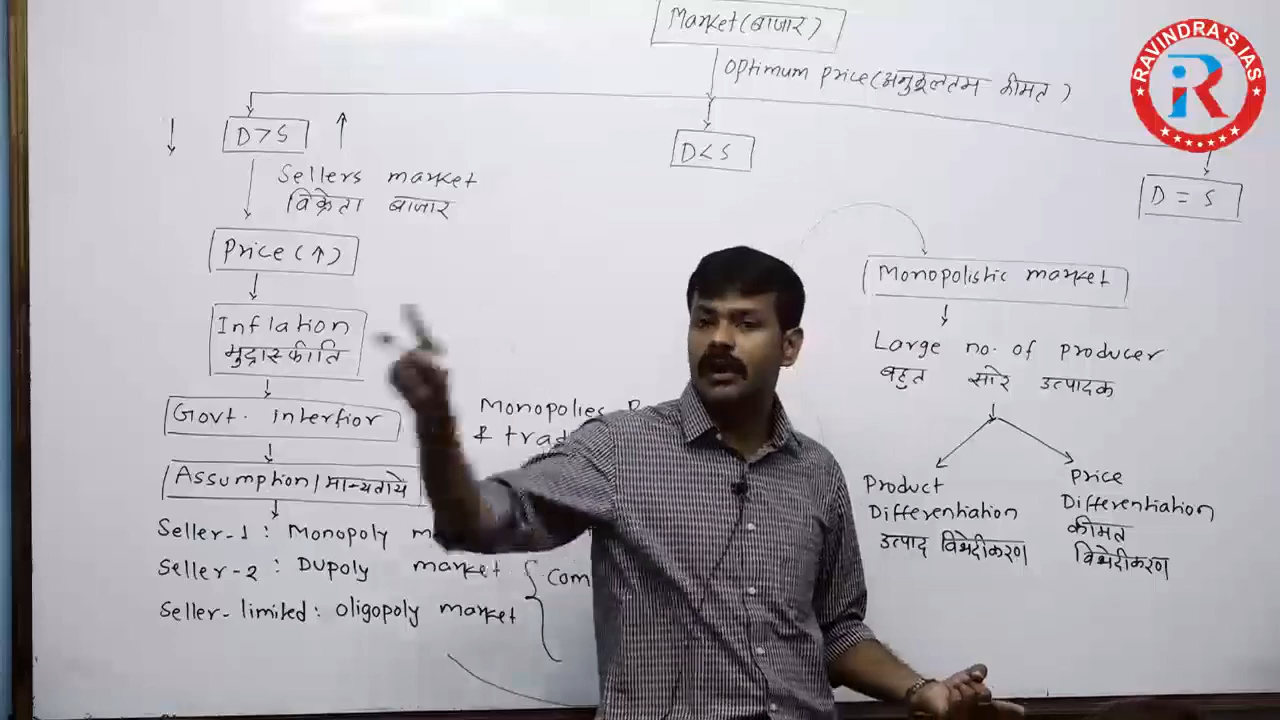 Market(बाजार)
optimum price(अनुकूलतम कीमत)
D>S
D<S
D = S
Sellers market
विक्रेता बाजार
Price(↑)
Inflation
मुद्रास्फीति
Govt. interfior
Assumption/मान्यतायें
Seller-1: Monopoly
Seller-2: Dupoly market
Seller-limited: oligopoly market
Com
Monopolies
& trad
Monopolistic market
Large no. of producer
बहुत सारे उत्पादक
Product
Differentiation
उत्पाद विभेदीकरण
Price
Differentiation
कीमत
विभेदीकरण
RAVINDRA'S IAS
iR